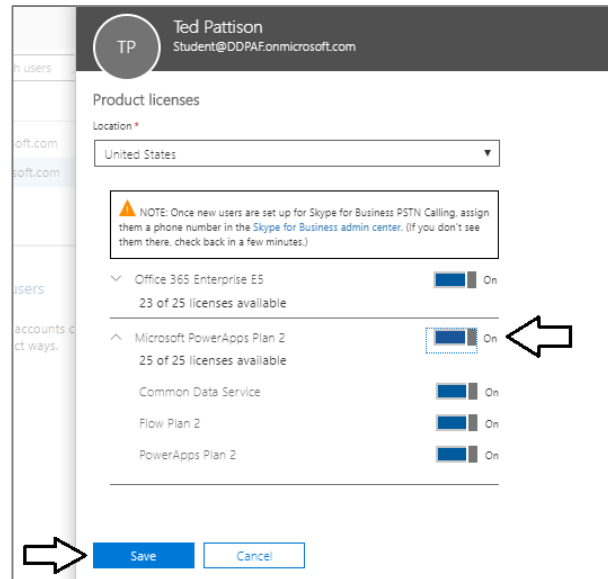 Ted Pattison
TP
Student@DDPAF.onmicrosoft.com
h users
Product licenses
Location *
oft.com
United States
soft.com
NOTE: Once new users are set up for Skype for Business PSTN Calling, assign
them a phone number in the Skype for Business admin center. (If you don't see
them there, check back in a few minutes.)
users
Office 365 Enterprise E5
On
23 of 25 licenses available
accounts c
ct ways.
Microsoft PowerApps Plan 2
On
25 of 25 licenses available
Common Data Service
On
Flow Plan 2
On
PowerApps Plan 2
On
Save
Cancel